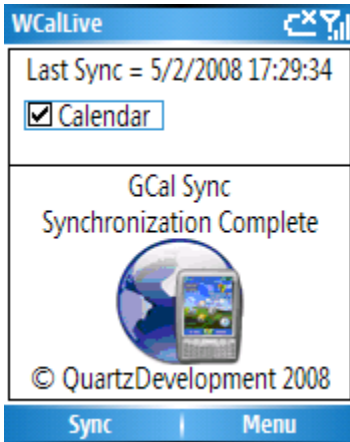 WCalLive
Last Sync = 5/2/2008 17:29:34
Calendar
GCal Sync
Synchronization Complete
© QuartzDevelopment 2008
Sync Menu